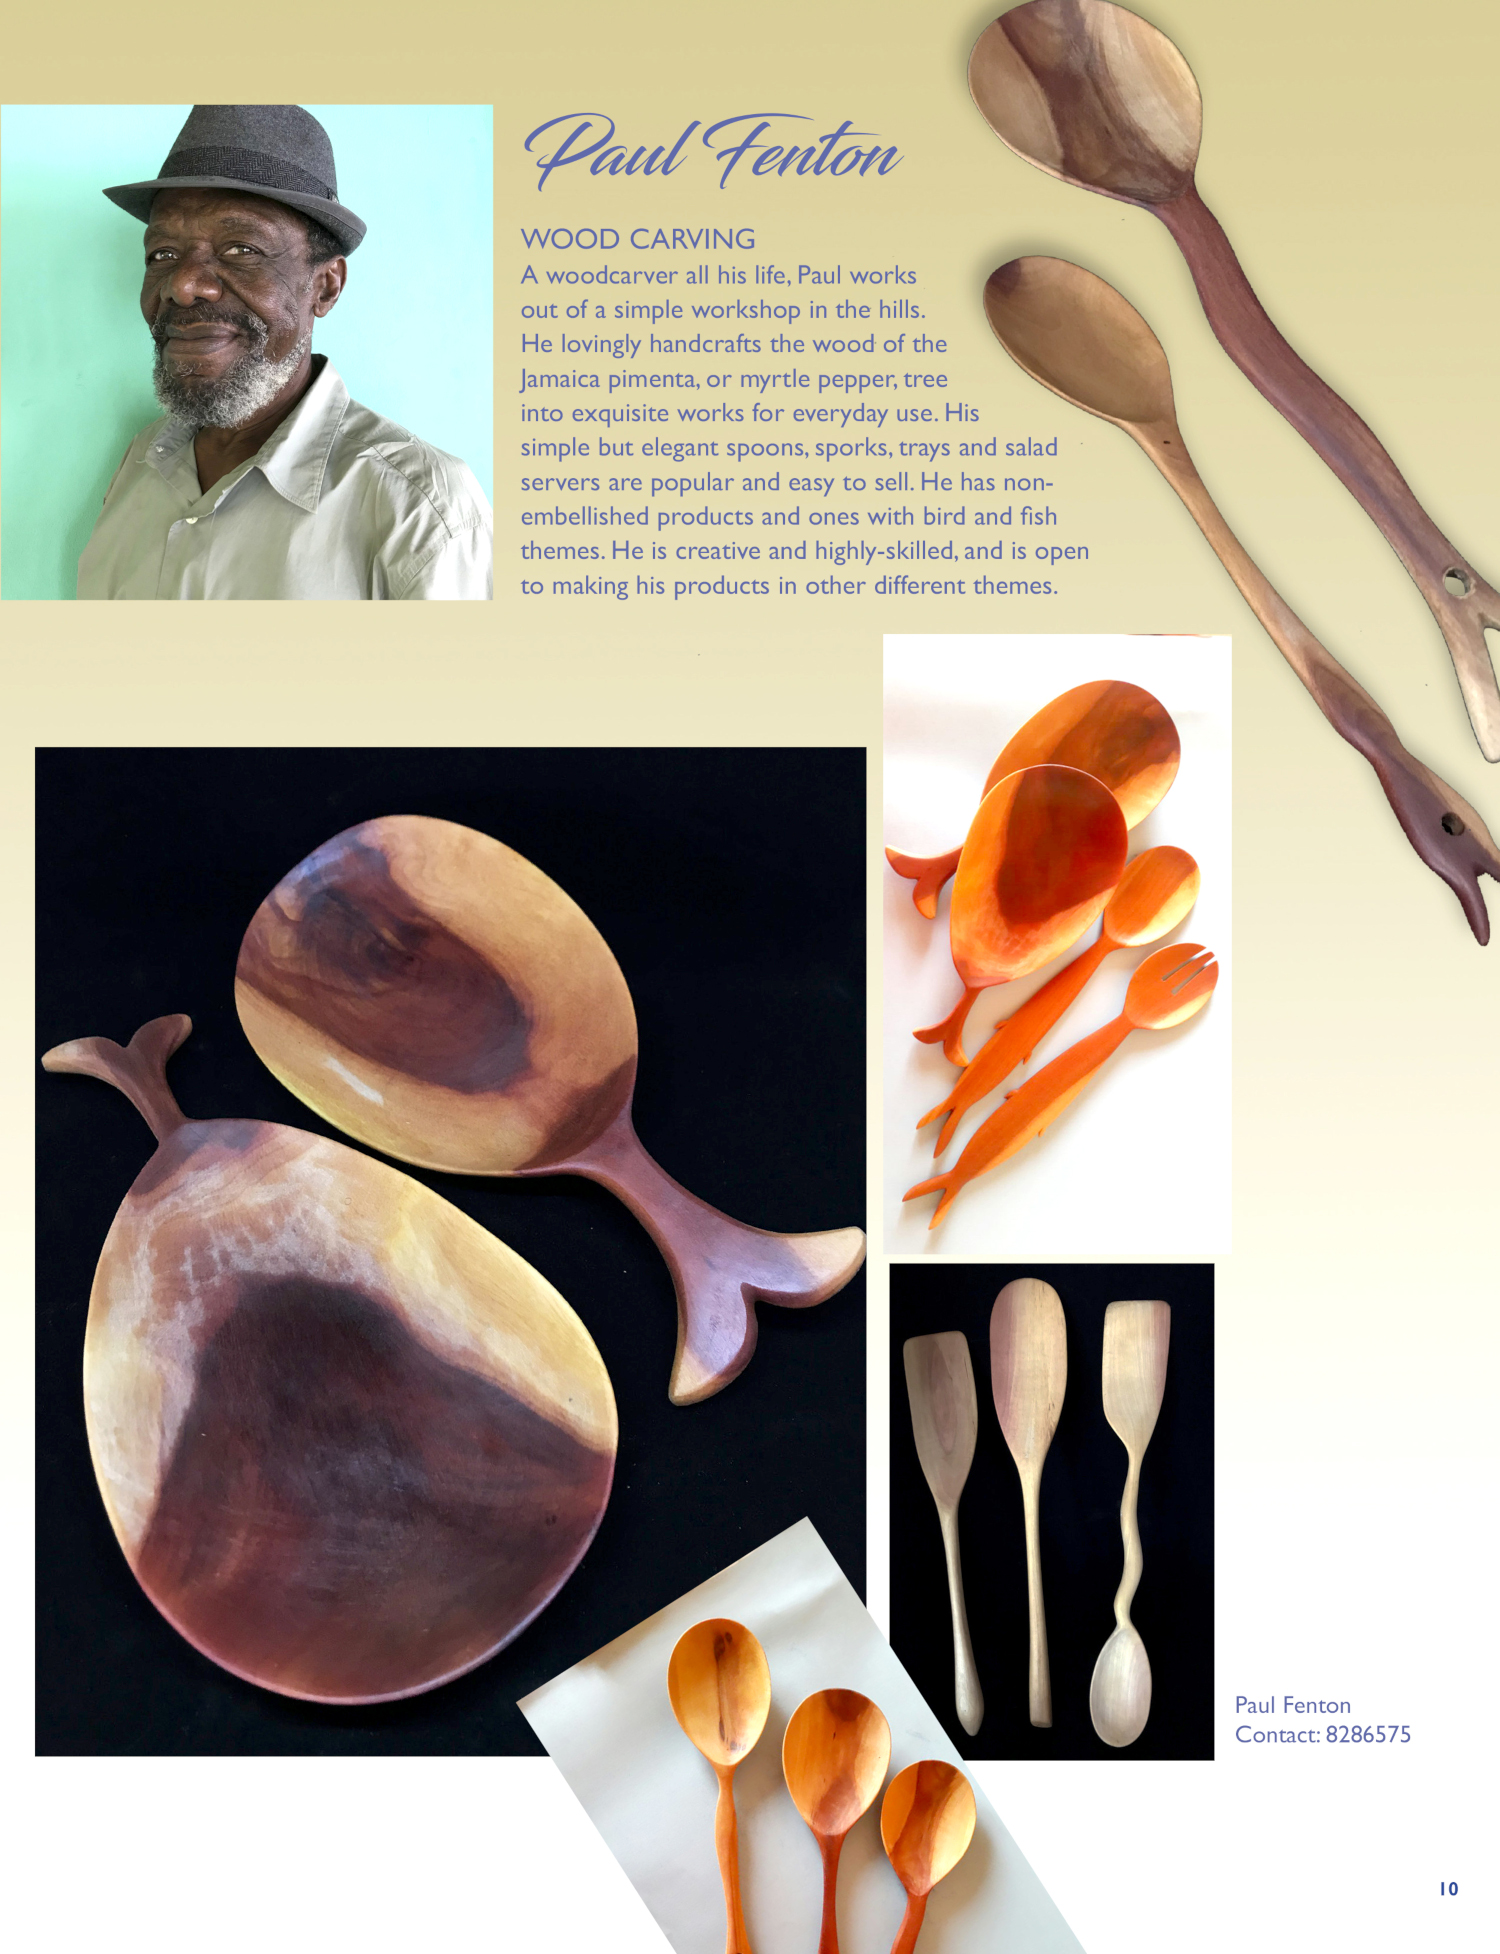 Paul Fenton
WOOD CARVING
A woodcarver all his life, Paul works
out of a simple workshop in the hills.
He lovingly handcrafts the wood of the
Jamaica pimenta, or myrtle pepper, tree
into exquisite works for everyday use. His
simple but elegant spoons, sporks, trays and salad
servers are popular and easy to sell. He has non-
embellished products and ones with bird and fish
themes. He is creative and highly-skilled, and is open
to making his products in other different themes.
Paul Fenton
Contact: 8286575
10